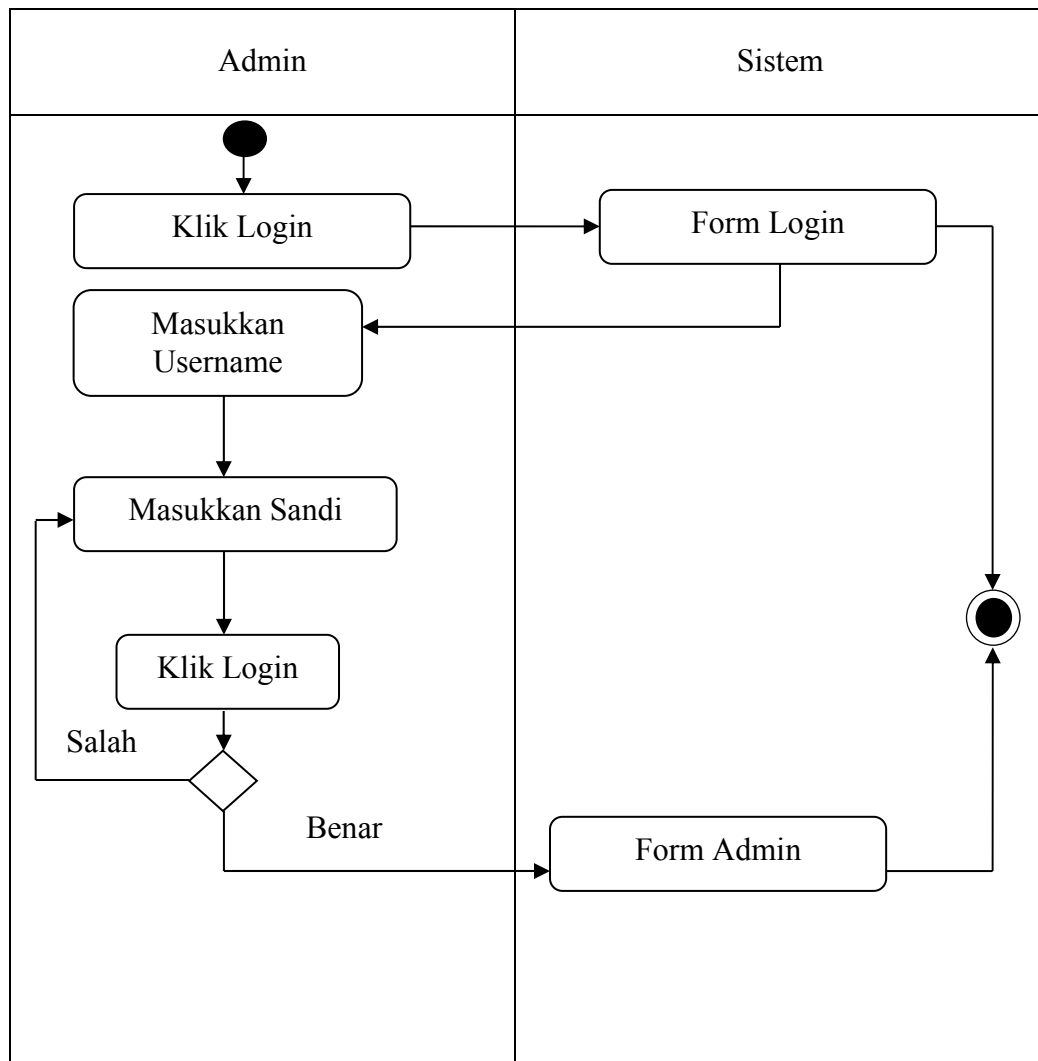 Admin
Sistem
Klik Login
Form Login
Masukkan
Username
Masukkan Sandi
Klik Login
Salah
Benar
Form Admin